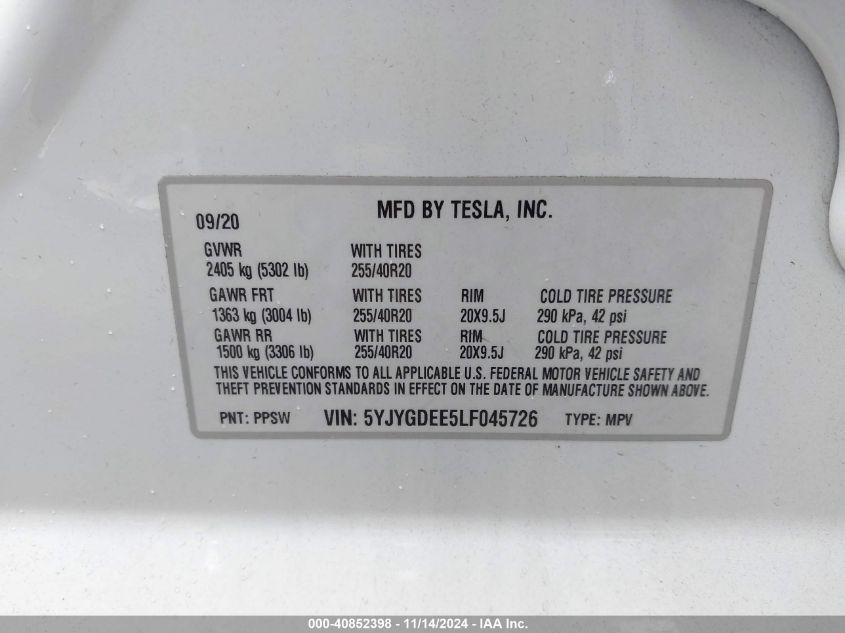 09/20 MFD BY TESLA, INC.
GVWR WITH TIRES
2405 kg (5302 lb) 255/40R20
GAWR FRT WITH TIRES RIM COLD TIRE PRESSURE
1363 kg (3004 lb) 255/40R20 20X9.5J 290 kPa, 42 psi
GAWR RR WITH TIRES RIM COLD TIRE PRESSURE
1500 kg (3306 lb) 255/40R20 20X9.5J 290 kPa, 42 psi
THIS VEHICLE CONFORMS TO ALL APPLICABLE U.S. FEDERAL MOTOR VEHICLE SAFETY AND
THEFT PREVENTION STANDARDS IN EFFECT ON THE DATE OF MANUFACTURE SHOWN ABOVE.
PNT: PPSW VIN: 5YJYGDEE5LF045726 TYPE: MPV
000-40852398 - 11/14/2024 - IAA Inc.